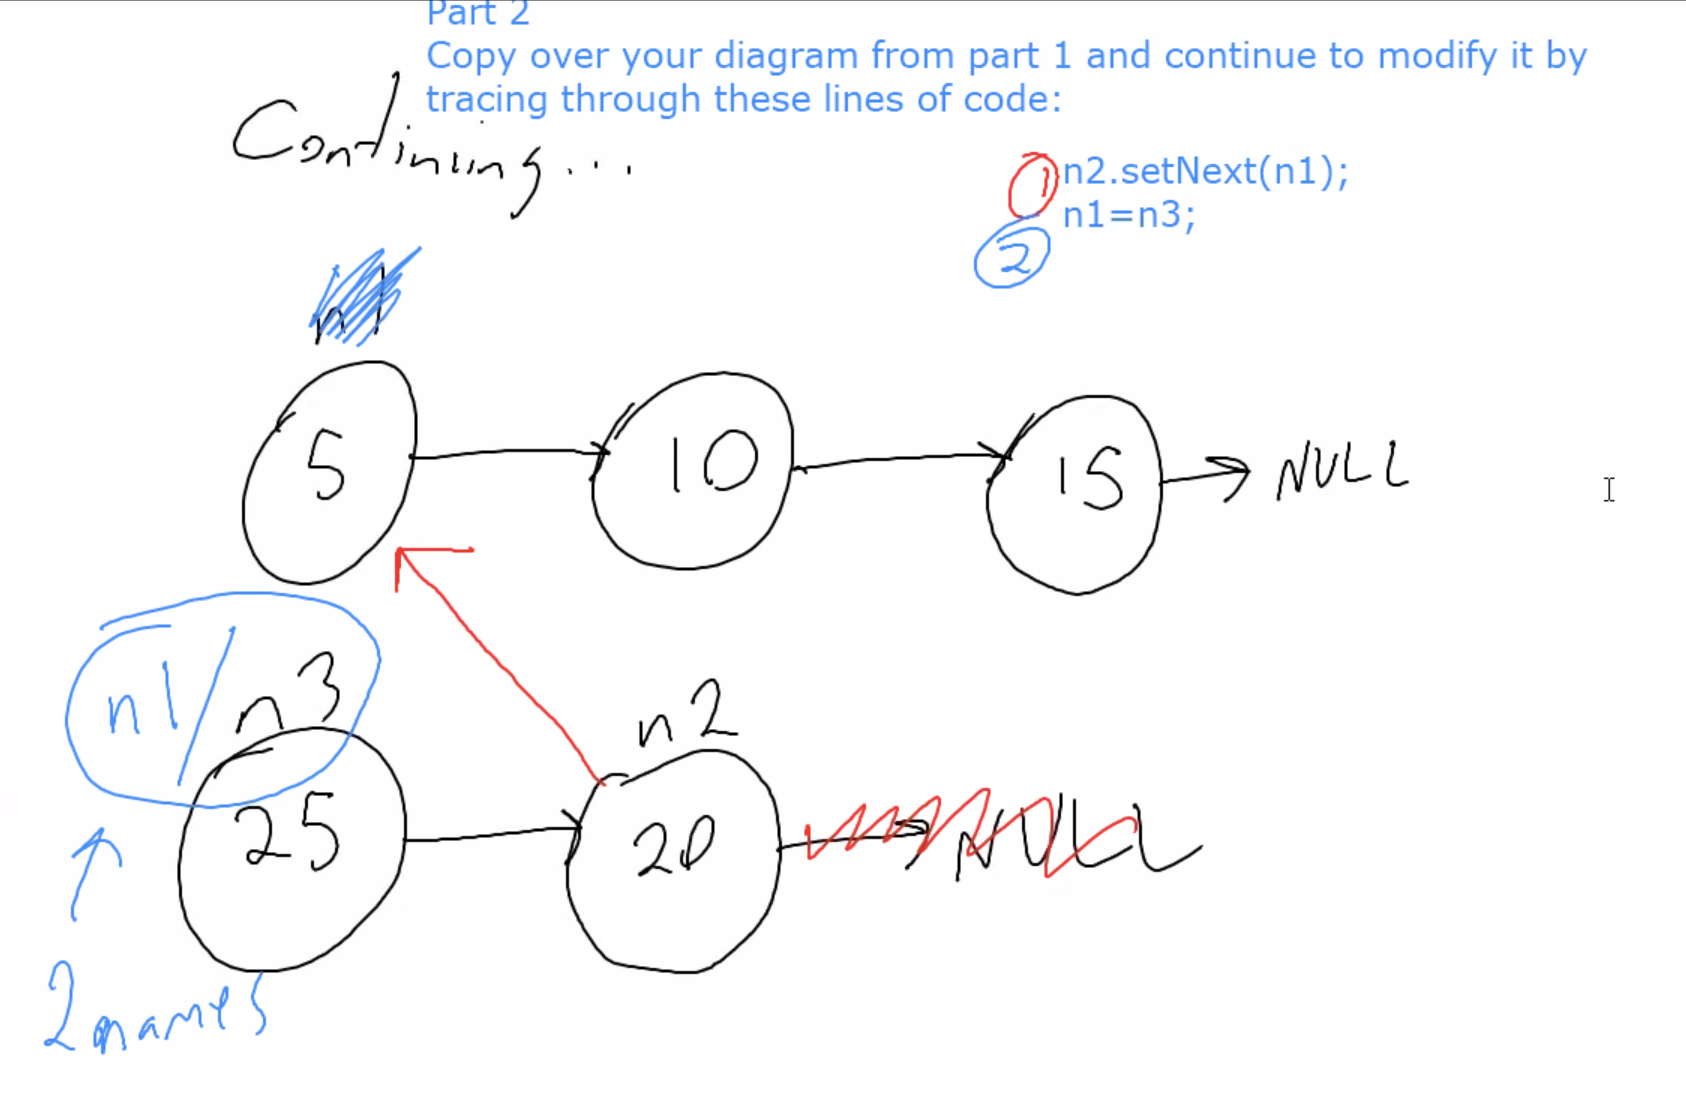 Part 2
Copy over your diagram from part 1 and continue to modify it by
tracing through these lines of code:
Continuing...
1 n2.setNext(n1);
n1=n3;
2
n1
5 10 15 NULL
n1/n3 n2
25 20 NULL
2 names